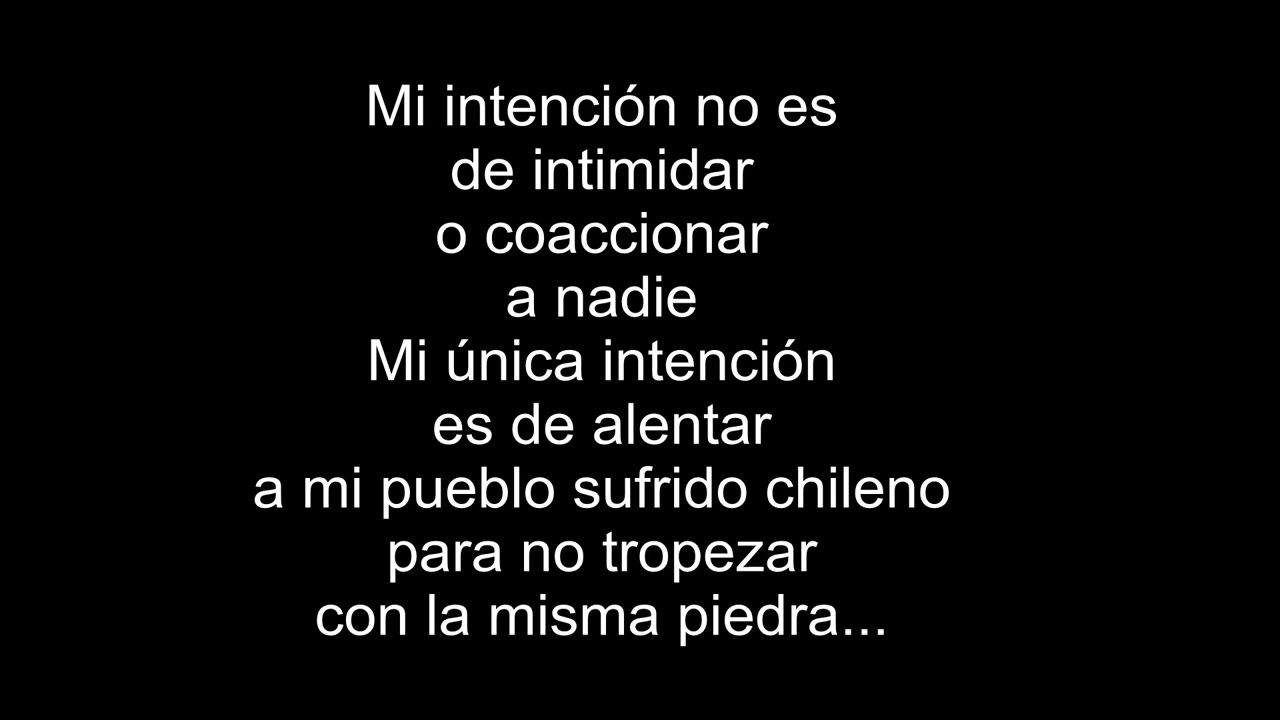 Mi intención no es
de intimidar
o coaccionar
a nadie
Mi única intención
es de alentar
a mi pueblo sufrido chileno
para no tropezar
con la misma piedra...